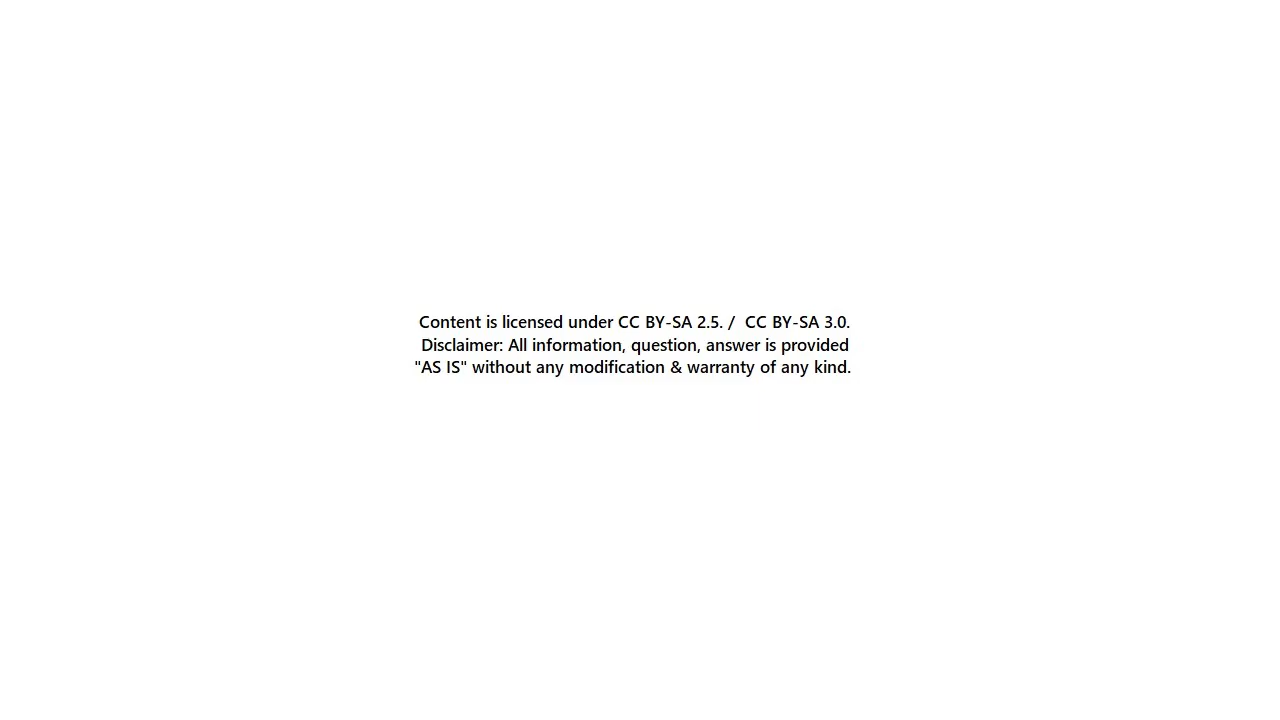 Content is licensed under CC BY-SA 2.5. /  CC BY-SA 3.0.
Disclaimer: All information, question, answer is provided
"AS IS" without any modification & warranty of any kind.